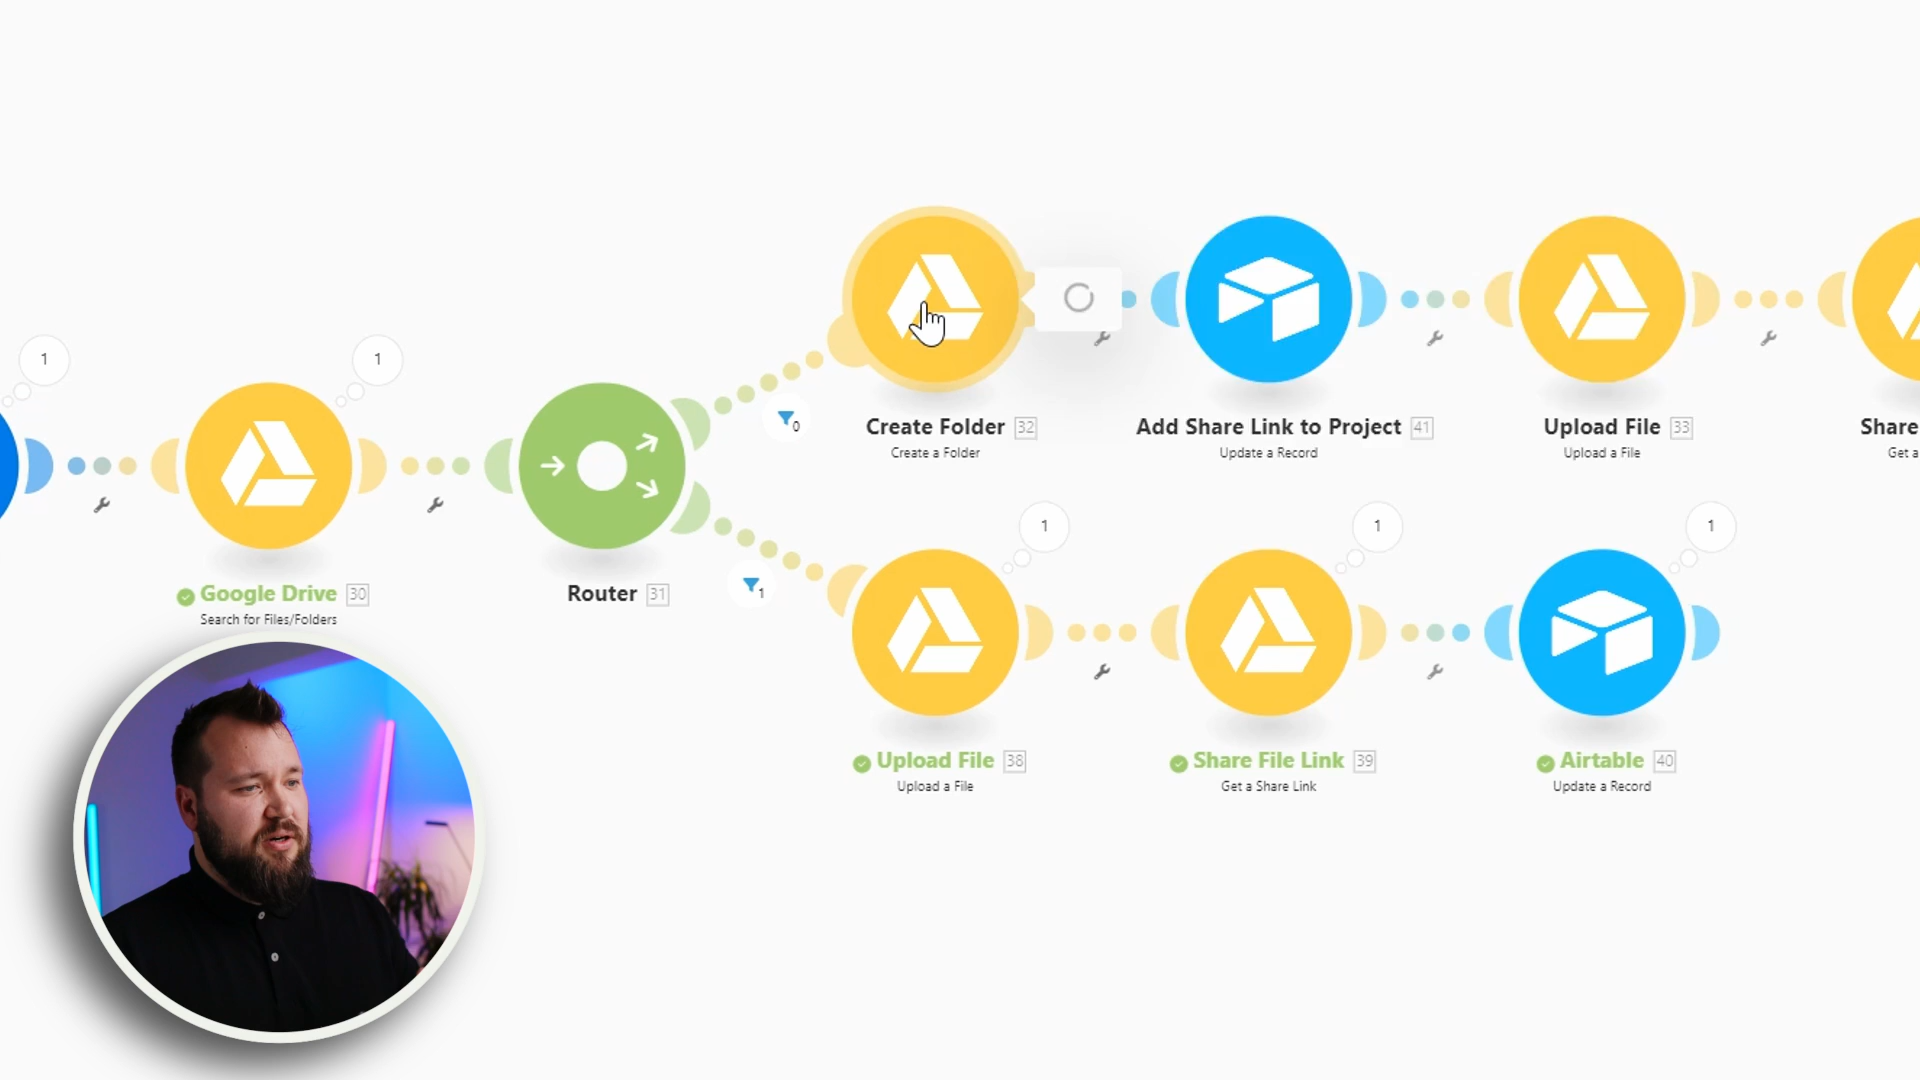 1
1
0
Create Folder 32
Create a Folder
Add Share Link to Project 41
Update a Record
Upload File 33
Upload a File
Share
Get a
Google Drive 30
Search for Files/Folders
Router 31
1
1
1
1
Upload File 38
Upload a File
Share File Link 39
Get a Share Link
Airtable 40
Update a Record